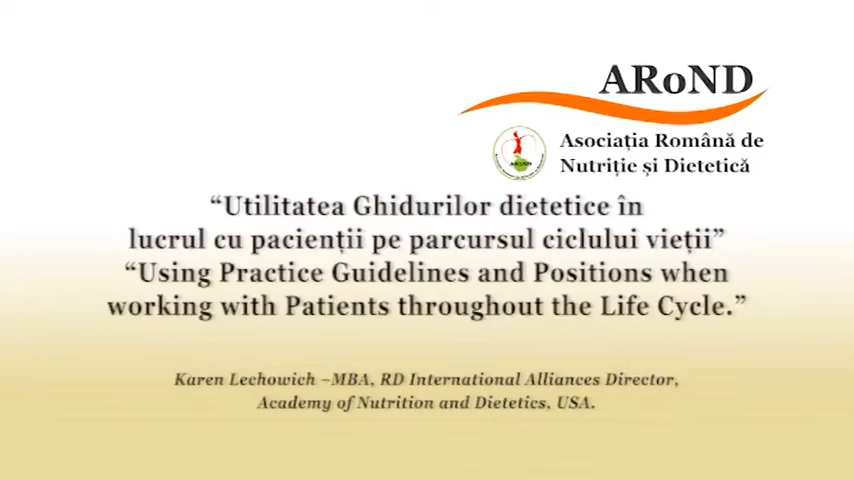 ARoND
Asociația Română de
Nutriție și Dietetică
“Utilitatea Ghidurilor dietetice în
lucrul cu pacienții pe parcursul ciclului vieții”
“Using Practice Guidelines and Positions when
working with Patients throughout the Life Cycle.”
Karen Lechowich –MBA, RD International Alliances Director,
Academy of Nutrition and Dietetics, USA.